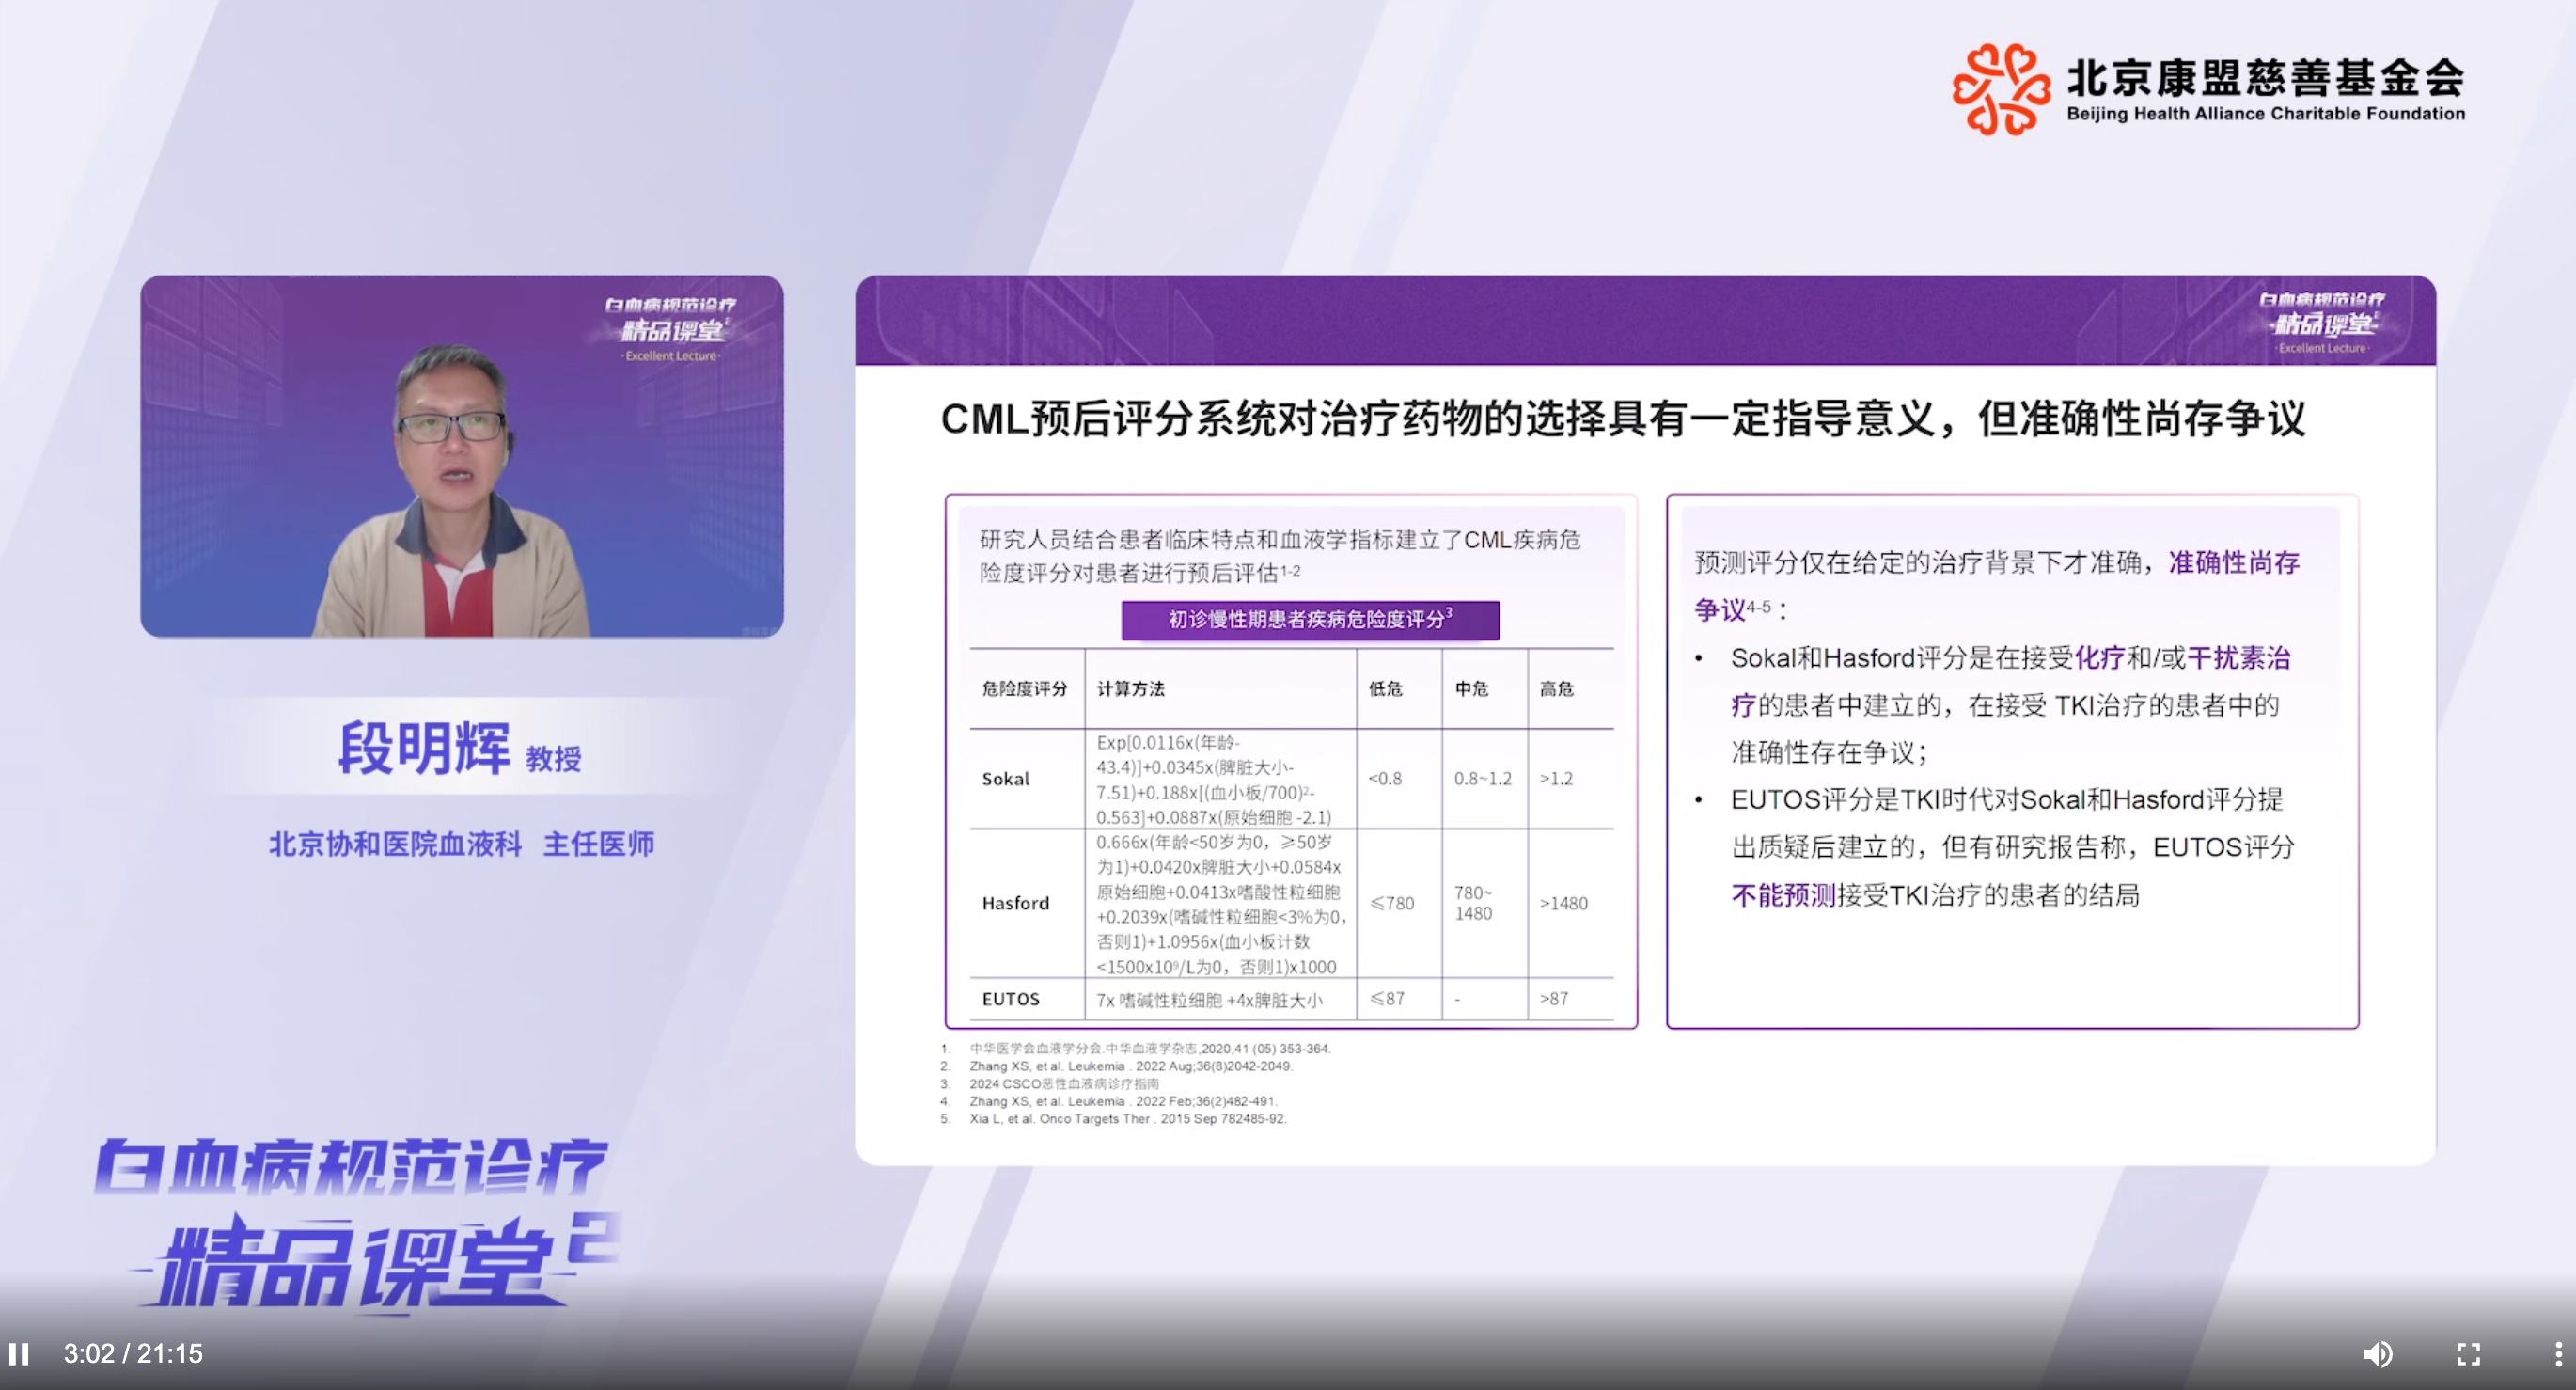 北京康盟慈善基金会
Beijing Health Alliance Charitable Foundation
白血病规范诊疗
精品课堂2
·Excellent Lecture·
段明辉 教授
北京协和医院血液科 主任医师
白血病规范诊疗
精品课堂2
白血病规范诊疗
精品课堂2
·Excellent Lecture·
CML预后评分系统对治疗药物的选择具有一定指导意义，但准确性尚存争议
研究人员结合患者临床特点和血液学指标建立了CML疾病危
险度评分对患者进行预后评估1-2
初诊慢性期患者疾病危险度评分3
危险度评分 计算方法 低危 中危 高危
Sokal
Exp[0.0116x(年龄-
43.4)]+0.0345x(脾脏大小-
7.51)+0.188x[(血小板/700)²-
0.563]+0.0887x(原始细胞 -2.1)
<0.8 0.8~1.2 >1.2
Hasford
0.666x(年龄<50岁为0，≥50岁
为1)+0.0420x脾脏大小+0.0584x
原始细胞+0.0413x嗜酸性粒细胞
+0.2039x(嗜碱性粒细胞<3%为0，
否则1)+1.0956x(血小板计数
<1500x10⁹/L为0，否则1)x1000
≤780
780~
1480
>1480
EUTOS 7x 嗜碱性粒细胞 +4x脾脏大小 ≤87 - >87
预测评分仅在给定的治疗背景下才准确，准确性尚存
争议4-5：
• Sokal和Hasford评分是在接受化疗和/或干扰素治
疗的患者中建立的，在接受 TKI治疗的患者中的
准确性存在争议；
• EUTOS评分是TKI时代对Sokal和Hasford评分提
出质疑后建立的，但有研究报告称，EUTOS评分
不能预测接受TKI治疗的患者的结局
1. 中华医学会血液学分会.中华血液学杂志,2020,41 (05) 353-364.
2. Zhang XS, et al. Leukemia . 2022 Aug;36(8)2042-2049.
3. 2024 CSCO恶性血液病诊疗指南
4. Zhang XS, et al. Leukemia . 2022 Feb;36(2)482-491.
5. Xia L, et al. Onco Targets Ther . 2015 Sep 782485-92.
3:02 / 21:15